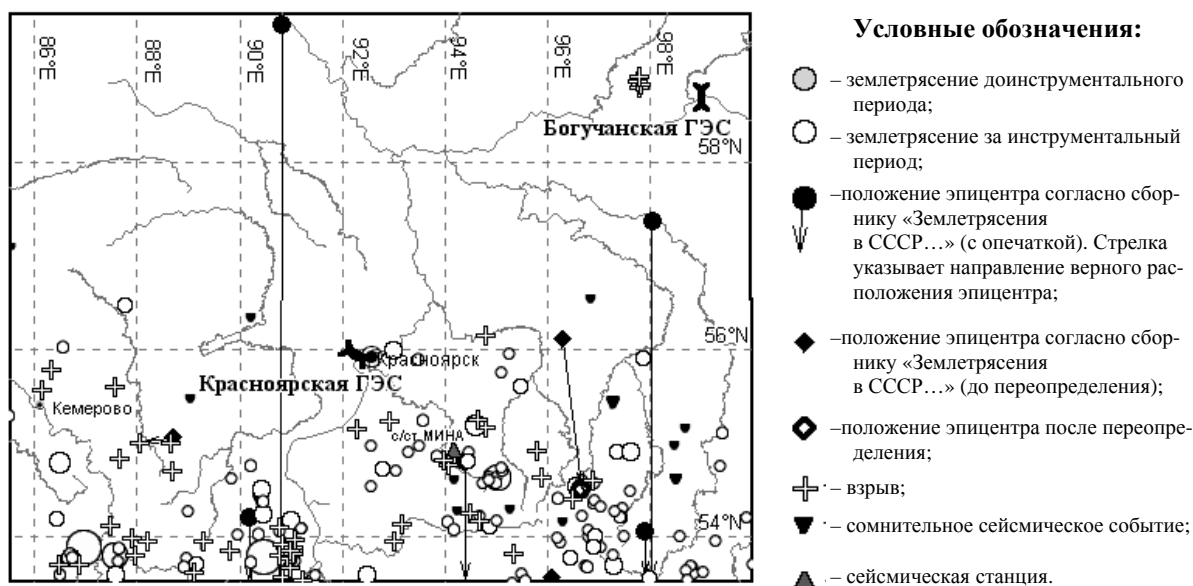 86°E
88°E
90°E
92°E
94°E
96°E
98°E
Богучанская ГЭС
58°N
56°N
Красноярск
Красноярская ГЭС
Кемерово
с/ст МИНА
54°N
Условные обозначения:
– землетрясение доинструментального
периода;
– землетрясение за инструментальный
период;
–положение эпицентра согласно сбор-
нику «Землетрясения
в СССР…» (с опечаткой). Стрелка
указывает направление верного рас-
положения эпицентра;
–положение эпицентра согласно сбор-
нику «Землетрясения
в СССР…» (до переопределения);
–положение эпицентра после переопре-
деления;
– взрыв;
– сомнительное сейсмическое событие;
– сейсмическая станция.